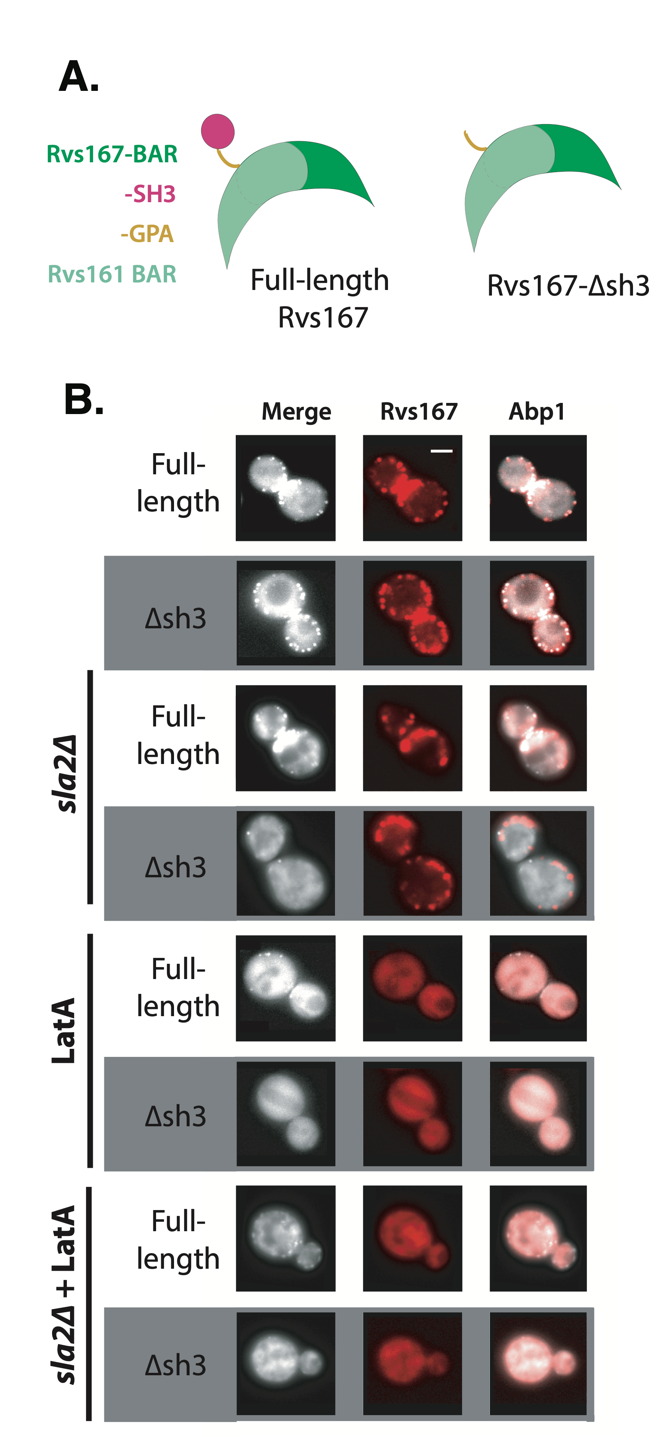 A.
Rvs167-BAR
-SH3
-GPA
Rvs161 BAR
Full-length
Rvs167
Rvs167-Δsh3
B.
Merge
Rvs167
Abp1
Full-
length
Δsh3
sla2Δ
Full-
length
Δsh3
LatA
Full-
length
Δsh3
sla2Δ + LatA
Full-
length
Δsh3